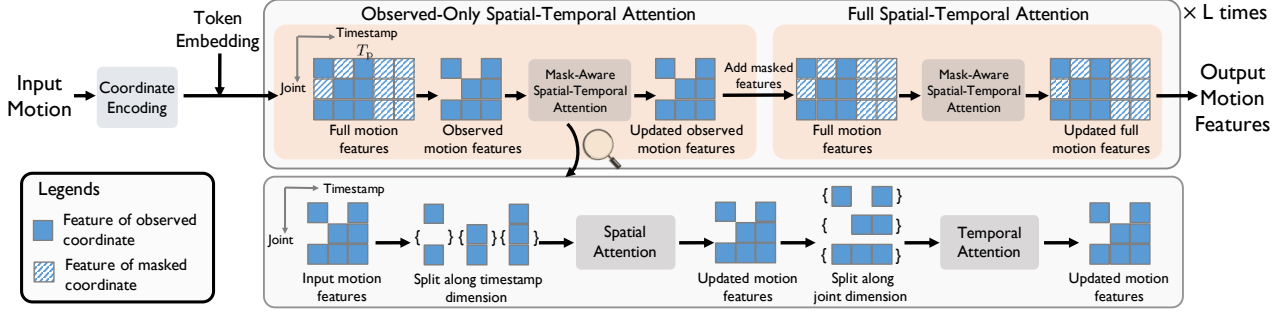 Observed-Only Spatial-Temporal Attention
Full Spatial-Temporal Attention
× L times
Token
Embedding
Timestamp
T_p
Joint
Input
Motion
Coordinate
Encoding
Mask-Aware
Spatial-Temporal
Attention
Add masked
features
Mask-Aware
Spatial-Temporal
Attention
Output
Motion
Features
Full motion
features
Observed
motion features
Updated observed
motion features
Full motion
features
Updated full
motion features
Legends
Feature of observed
coordinate
Feature of masked
coordinate
Timestamp
Joint
{ } { } { }
Spatial
Attention
{ }
{ }
{ }
Temporal
Attention
Input motion
features
Split along timestamp
dimension
Updated motion
features
Split along
joint dimension
Updated motion
features